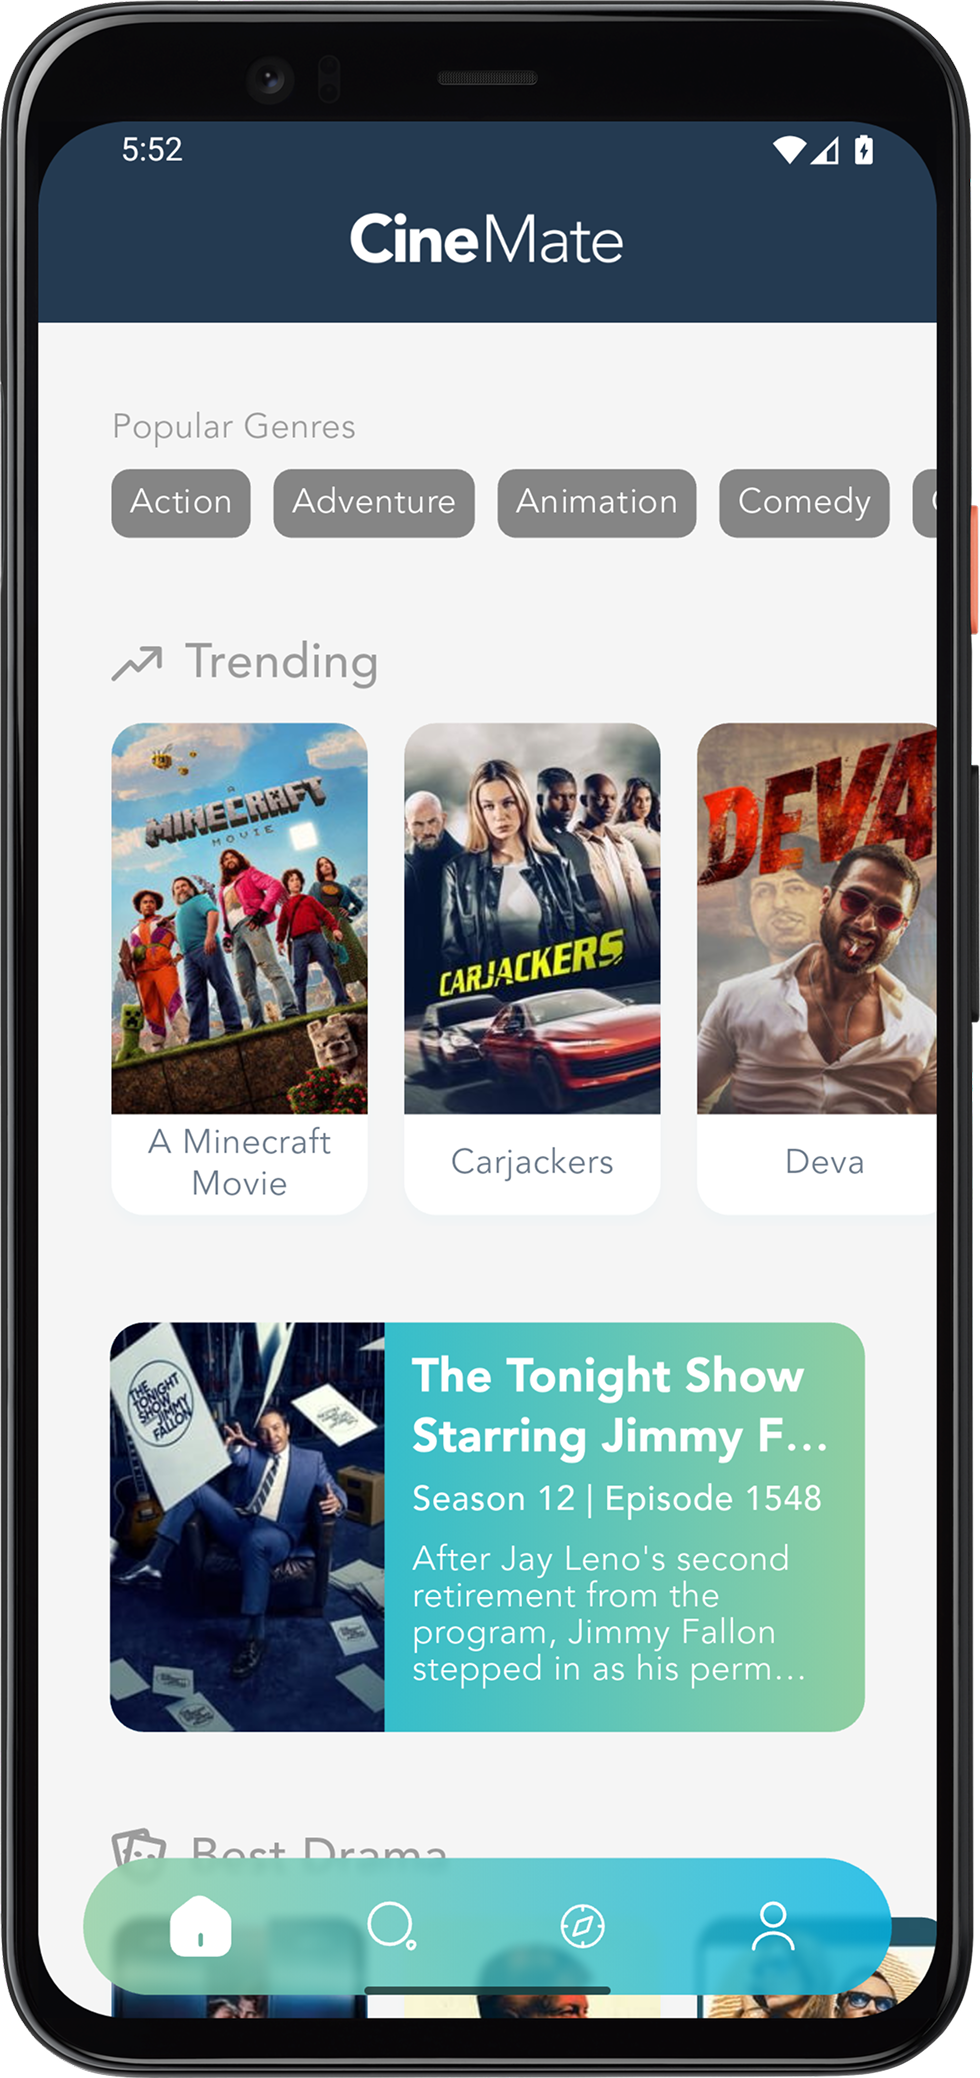 5:52
CineMate
Popular Genres
Action
Adventure
Animation
Comedy
Trending
A
MINECRAFT
MOVIE
CARJACKERS
DEVA
A Minecraft
Movie
Carjackers
Deva
THE
TONIGHT
SHOW
JIMMY
FALLON
The Tonight Show
Starring Jimmy F...
Season 12 | Episode 1548
After Jay Leno's second
retirement from the
program, Jimmy Fallon
stepped in as his perm...
Best Drama